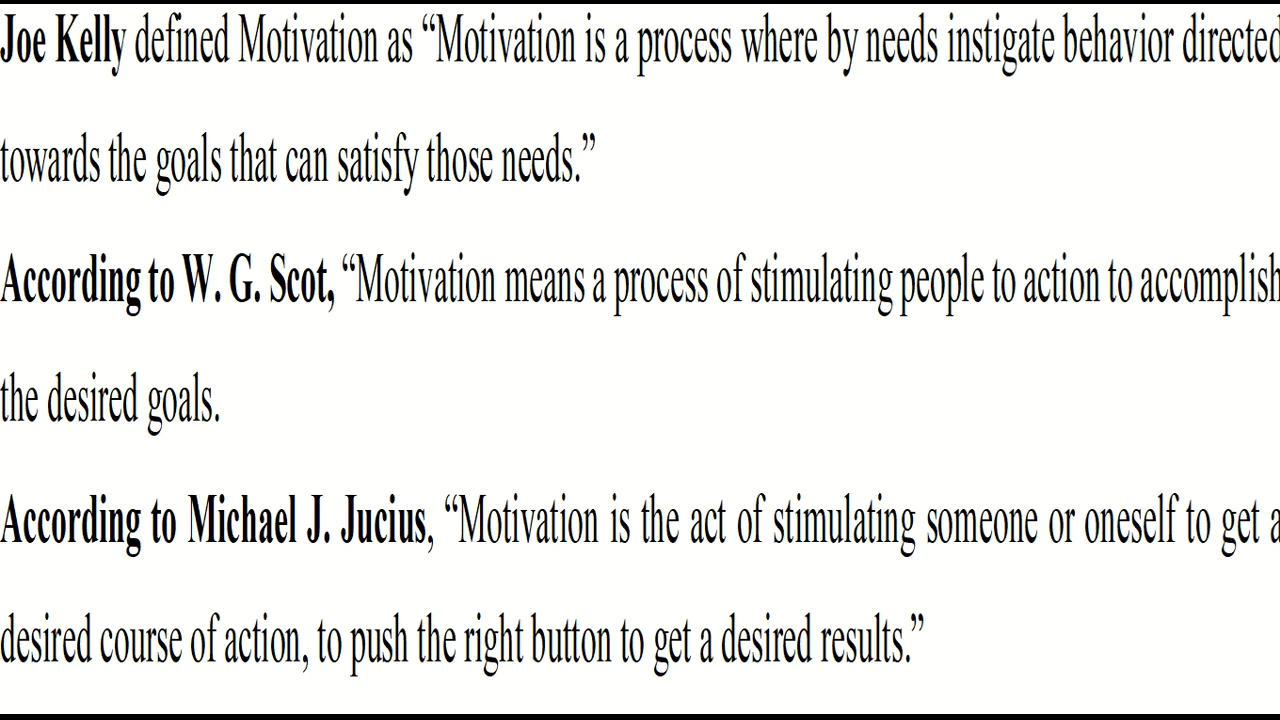 Joe Kelly defined Motivation as “Motivation is a process where by needs instigate behavior directed
towards the goals that can satisfy those needs.”
According to W. G. Scot, “Motivation means a process of stimulating people to action to accomplish
the desired goals.
According to Michael J. Jucius, “Motivation is the act of stimulating someone or oneself to get a
desired course of action, to push the right button to get a desired results.”